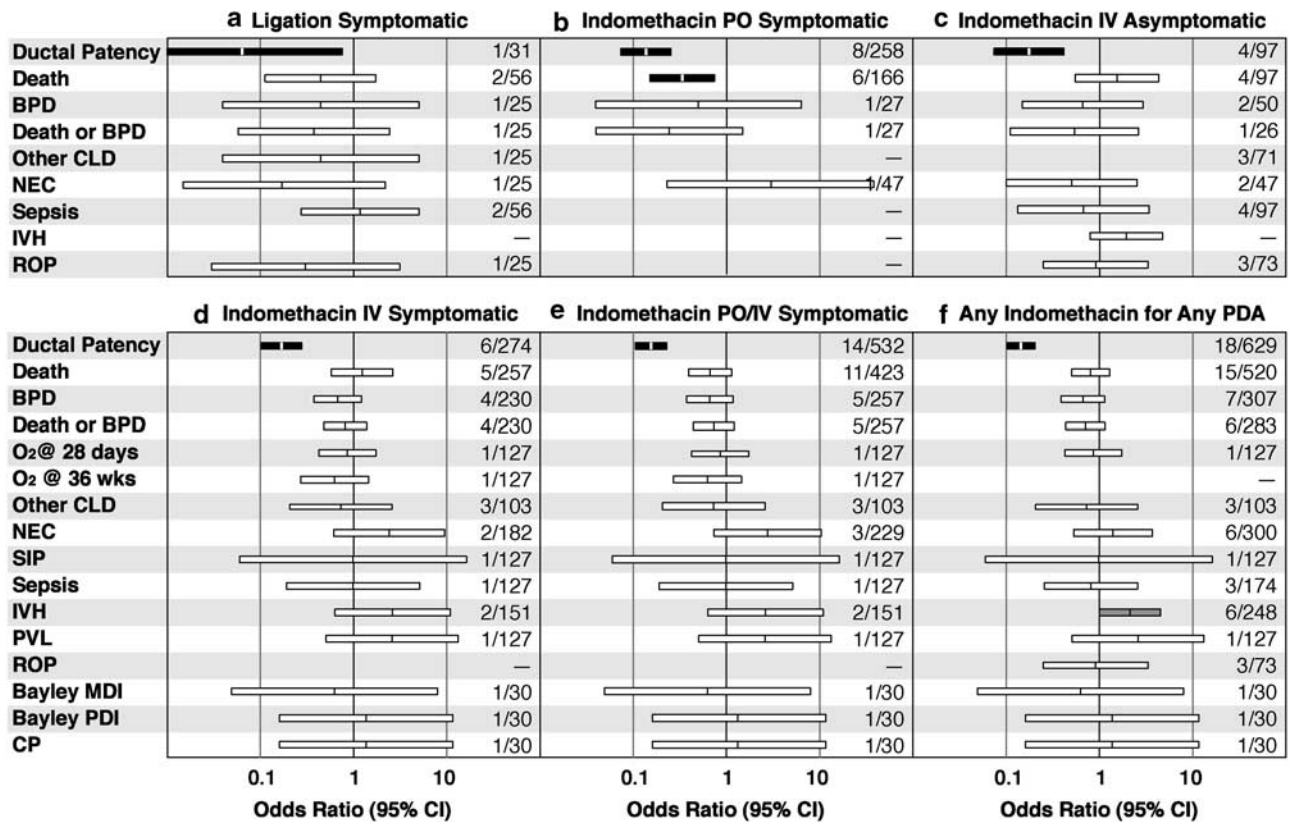 a Ligation Symptomatic b Indomethacin PO Symptomatic c Indomethacin IV Asymptomatic
Ductal Patency 1/31 8/258 4/97
Death 2/56 6/166 4/97
BPD 1/25 1/27 2/50
Death or BPD 1/25 1/27 1/26
Other CLD 1/25 — 3/71
NEC 1/25 1/47 2/47
Sepsis 2/56 — 4/97
IVH — — —
ROP 1/25 — 3/73
d Indomethacin IV Symptomatic e Indomethacin PO/IV Symptomatic f Any Indomethacin for Any PDA
Ductal Patency 6/274 14/532 18/629
Death 5/257 11/423 15/520
BPD 4/230 5/257 7/307
Death or BPD 4/230 5/257 6/283
O2@ 28 days 1/127 1/127 1/127
O2 @ 36 wks 1/127 1/127 —
Other CLD 3/103 3/103 3/103
NEC 2/182 3/229 6/300
SIP 1/127 1/127 1/127
Sepsis 1/127 1/127 3/174
IVH 2/151 2/151 6/248
PVL 1/127 1/127 1/127
ROP — — 3/73
Bayley MDI 1/30 1/30 1/30
Bayley PDI 1/30 1/30 1/30
CP 1/30 1/30 1/30
0.1 1 10 0.1 1 10 0.1 1 10
Odds Ratio (95% CI) Odds Ratio (95% CI) Odds Ratio (95% CI)